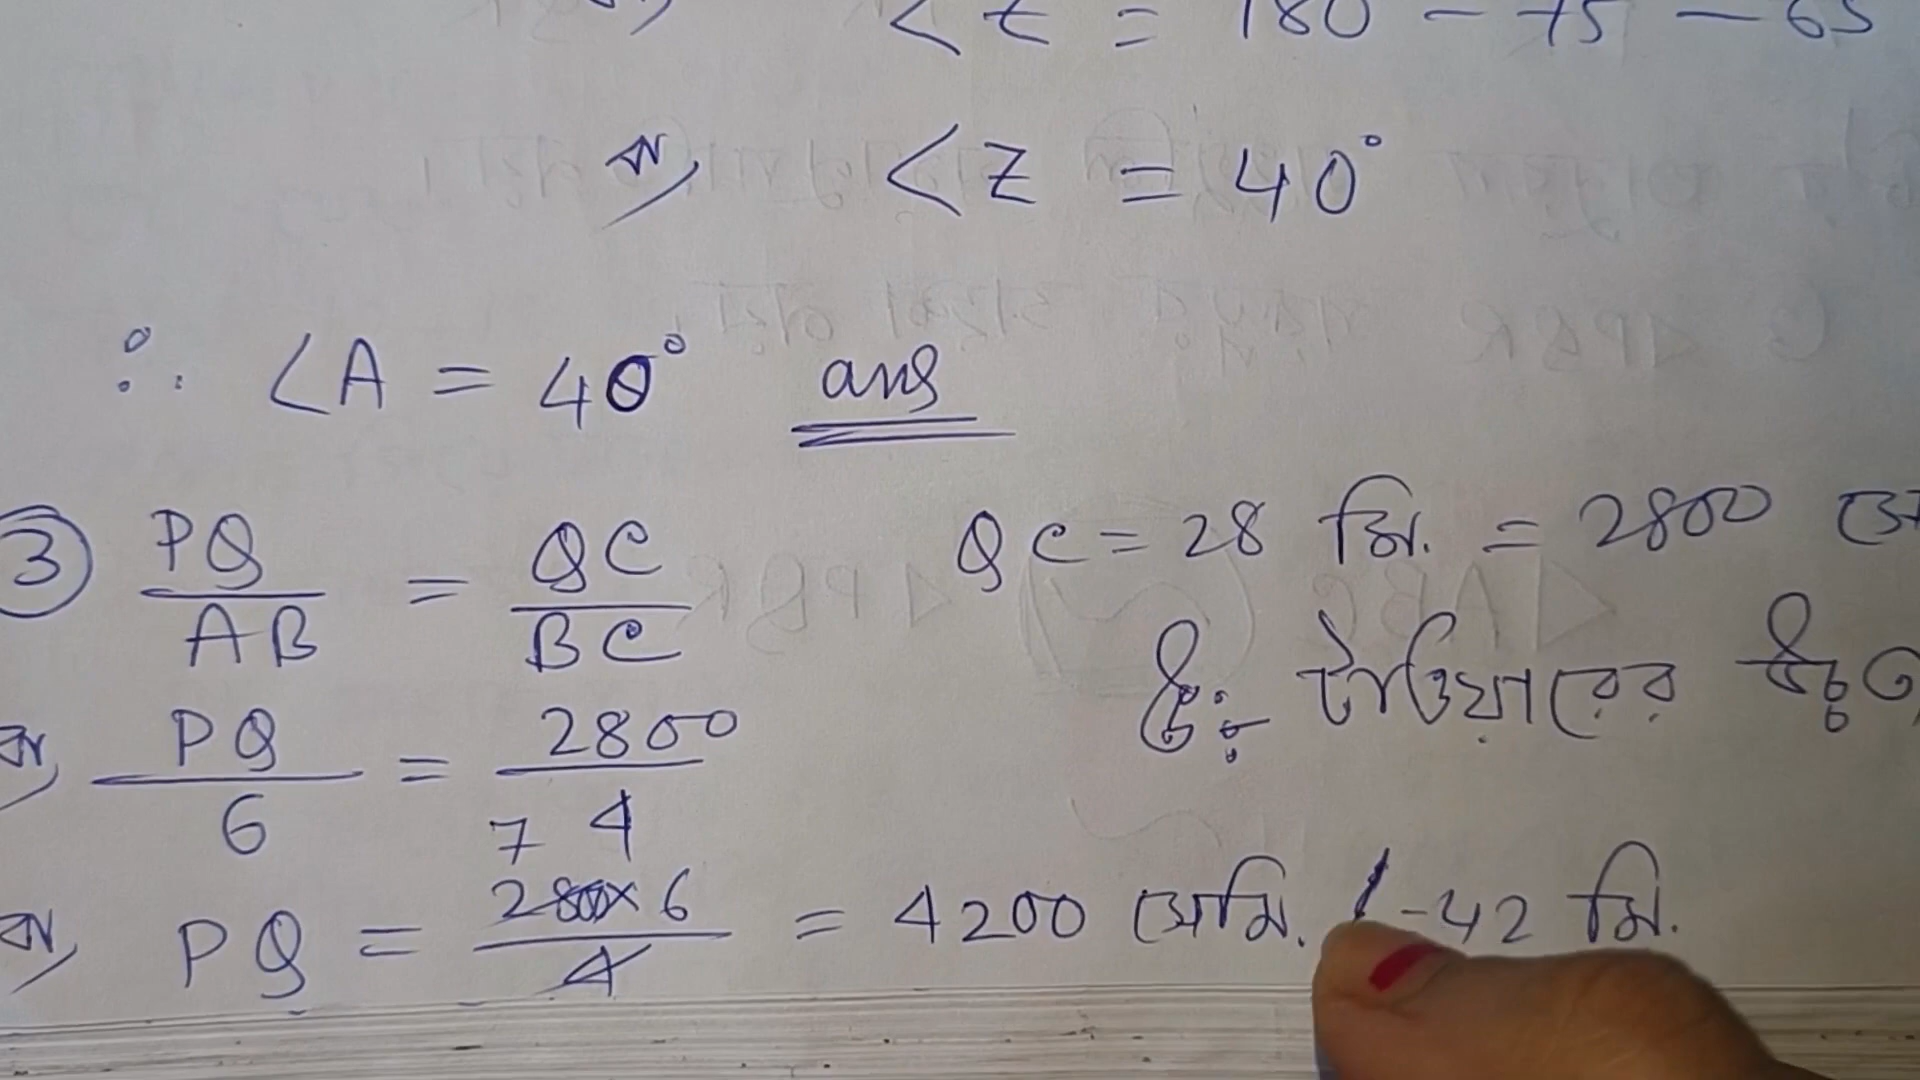 <Z = 180 - 75 - 65
বা, <Z = 40°
∴ <A = 40° ans
3 PQ/AB = QC/BC QC = 28 মি. = 2800 সে
বা, PQ/6 = 2800/4 উঃ টাওয়ারের উচ্চ
7
বা, PQ = 2800×6/4 = 4200 সেমি. - 42 মি.